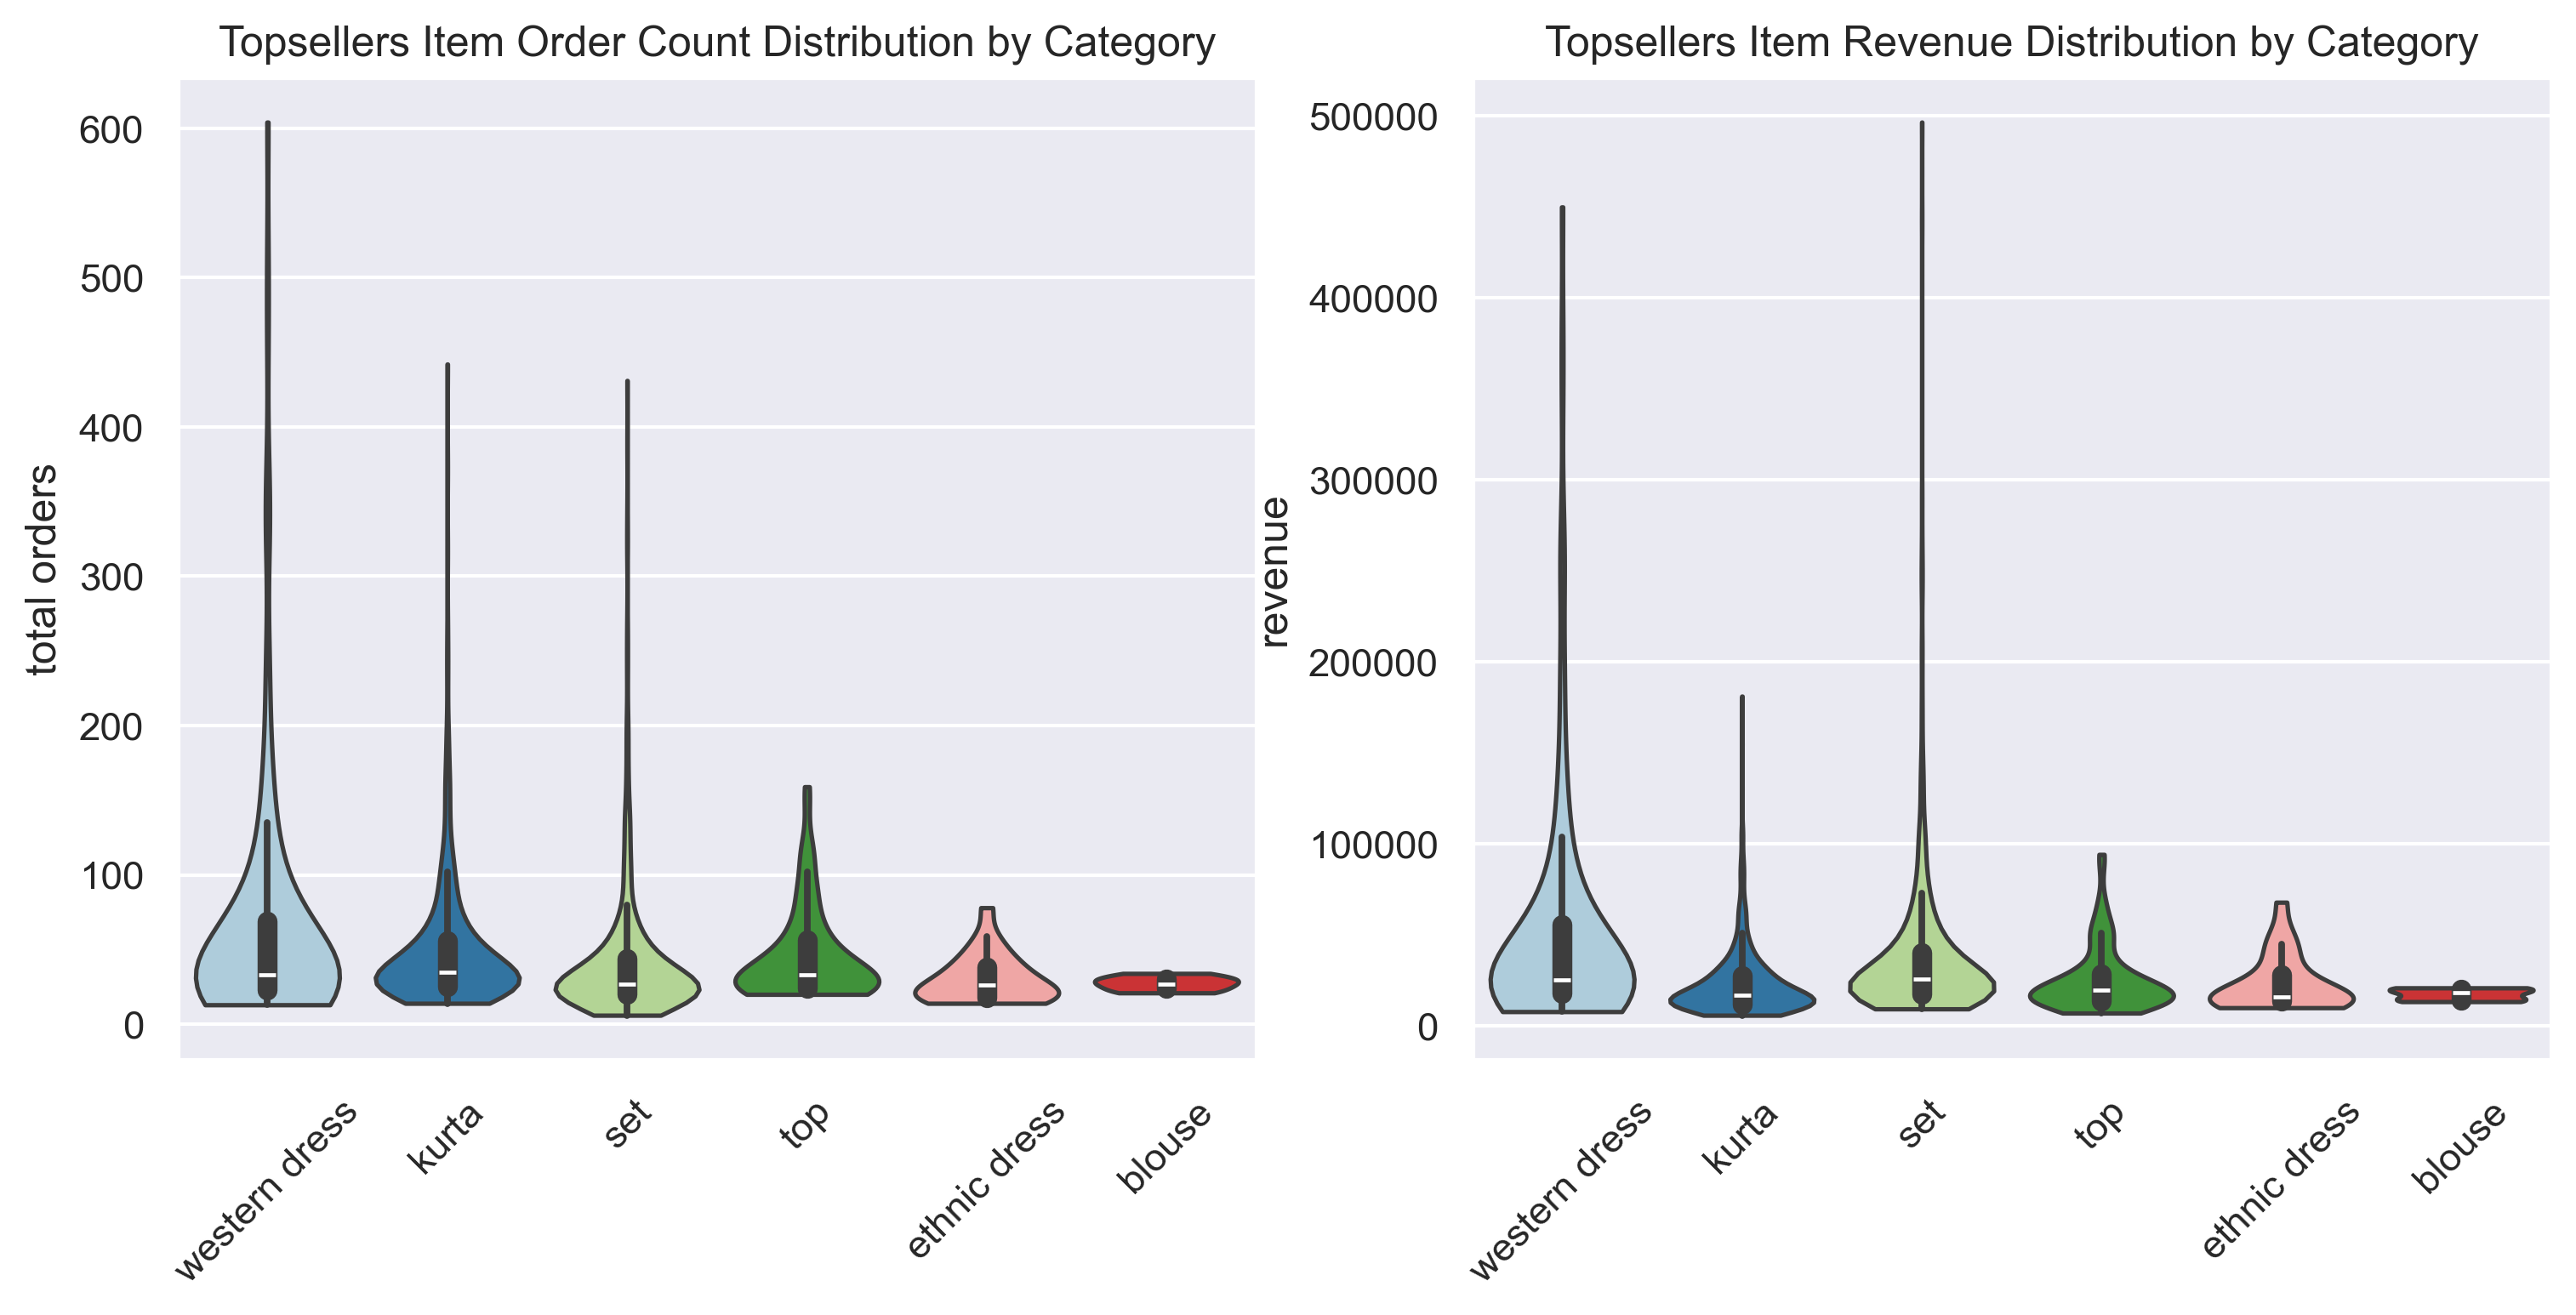 Topsellers Item Order Count Distribution by Category
total orders
600
500
400
300
200
100
0
western dress
kurta
set
top
ethnic dress
blouse
Topsellers Item Revenue Distribution by Category
revenue
500000
400000
300000
200000
100000
0
western dress
kurta
set
top
ethnic dress
blouse